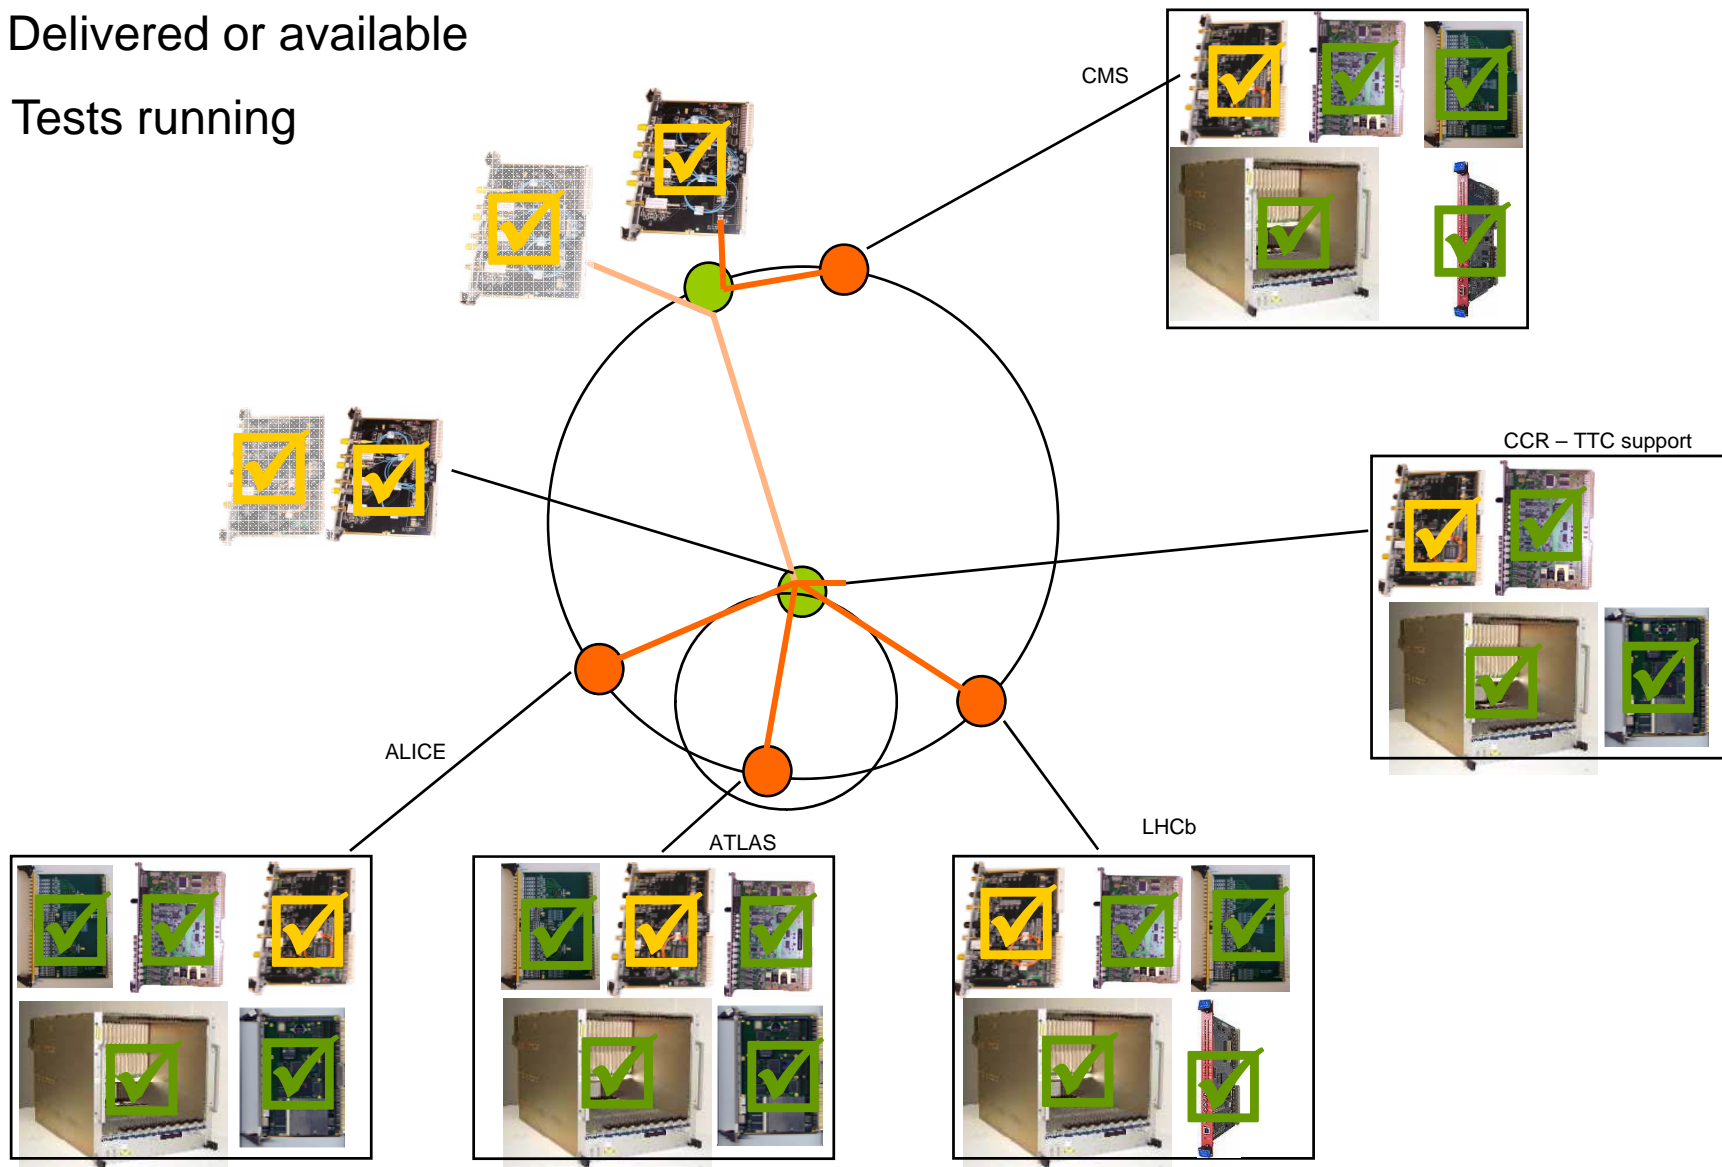 Delivered or available
Tests running
CMS
CCR – TTC support
ALICE
ATLAS
LHCb